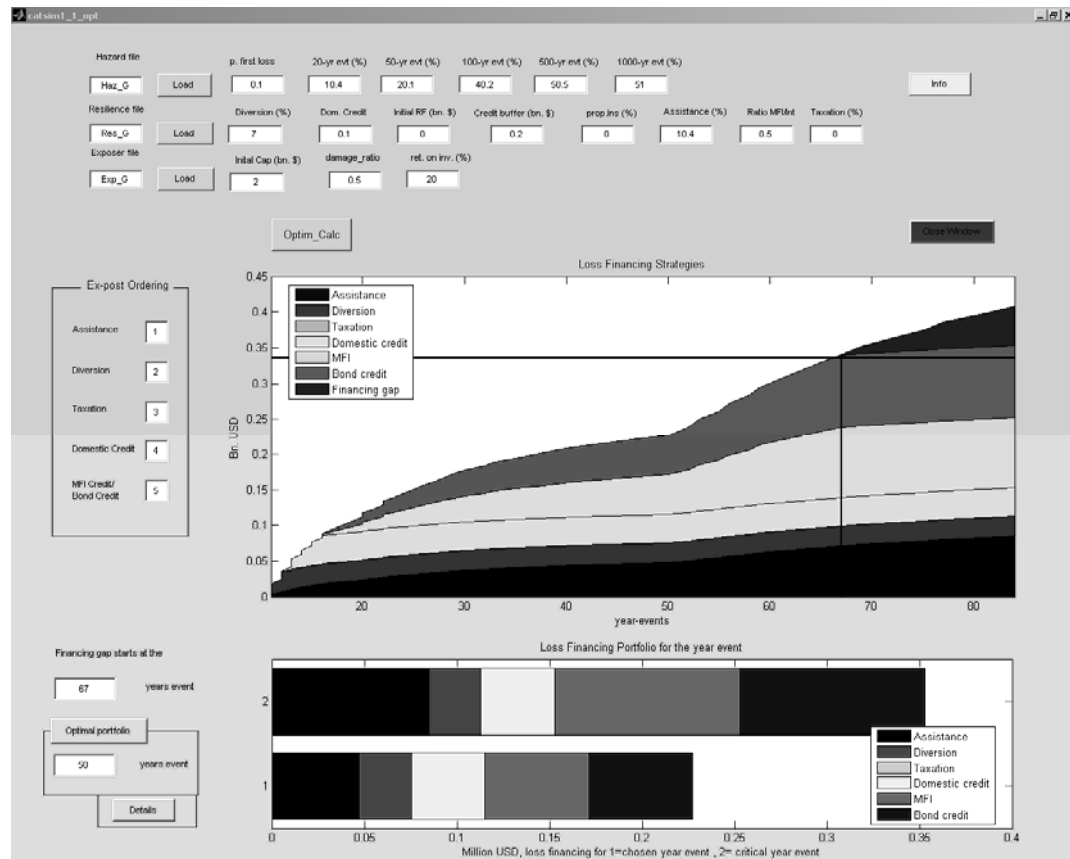 catsim1_1_opt
Hazard file
p. first loss 20-yr evt (%) 50-yr evt (%) 100-yr evt (%) 500-yr evt (%) 1000-yr evt (%)
Haz_G Load 0.1 10.4 20.1 40.2 50.5 51 Info
Resilience file
Diversion (%) Dom. Credit Initial RF (bn. $) Credit buffer (bn. $) prop.Ins (%) Assistance (%) Ratio MFI/Int Taxation (%)
Res_G Load 7 0.1 0 0.2 0 10.4 0.5 0
Exposer file
Inital Cap (bn. $) damage_ratio ret. on inv. (%)
Exp_G Load 2 0.5 20
Optim_Calc
Close Window
Ex-post Ordering
Assistance 1
Diversion 2
Taxation 3
Domestic Credit 4
MFI Credit/
Bond Credit 5
Loss Financing Strategies
0.45
0.4
0.35
0.3
0.25
0.2
0.15
0.1
0.05
0
Bn. USD
Assistance
Diversion
Taxation
Domestic credit
MFI
Bond credit
Financing gap
20 30 40 50 60 70 80
year-events
Financing gap starts at the
67 years event
Optimal portfolio
50 years event
Details
Loss Financing Portfolio for the year event
2
1
Assistance
Diversion
Taxation
Domestic credit
MFI
Bond credit
0 0.05 0.1 0.15 0.2 0.25 0.3 0.35 0.4
Million USD, loss financing for 1=chosen year event , 2= critical year event